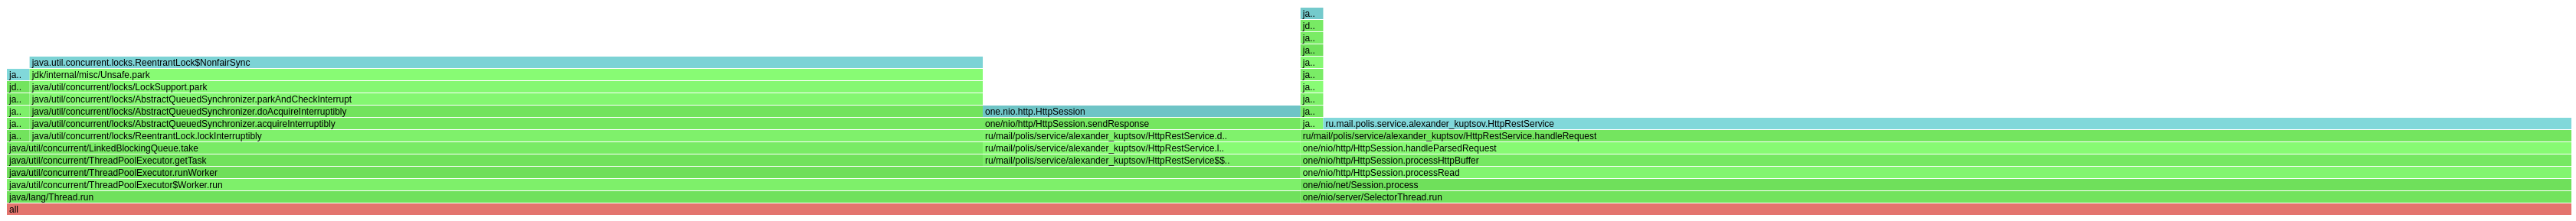 ja..
jd..
ja..
ja..
java.util.concurrent.locks.ReentrantLock$NonfairSync ja..
ja.. jdk/internal/misc/Unsafe.park ja..
jd.. java/util/concurrent/locks/LockSupport.park ja..
ja.. java/util/concurrent/locks/AbstractQueuedSynchronizer.parkAndCheckInterrupt ja..
ja.. java/util/concurrent/locks/AbstractQueuedSynchronizer.doAcquireInterruptibly one.nio.http.HttpSession ja..
ja.. java/util/concurrent/locks/AbstractQueuedSynchronizer.acquireInterruptibly one/nio/http/HttpSession.sendResponse ja.. ru.mail.polis.service.alexander_kuptsov.HttpRestService
ja.. java/util/concurrent/locks/ReentrantLock.lockInterruptibly ru/mail/polis/service/alexander_kuptsov/HttpRestService.d.. ru/mail/polis/service/alexander_kuptsov/HttpRestService.handleRequest
java/util/concurrent/LinkedBlockingQueue.take ru/mail/polis/service/alexander_kuptsov/HttpRestService.l.. one/nio/http/HttpSession.handleParsedRequest
java/util/concurrent/ThreadPoolExecutor.getTask ru/mail/polis/service/alexander_kuptsov/HttpRestService$$.. one/nio/http/HttpSession.processHttpBuffer
java/util/concurrent/ThreadPoolExecutor.runWorker one/nio/http/HttpSession.processRead
java/util/concurrent/ThreadPoolExecutor$Worker.run one/nio/net/Session.process
java/lang/Thread.run one/nio/server/SelectorThread.run
all